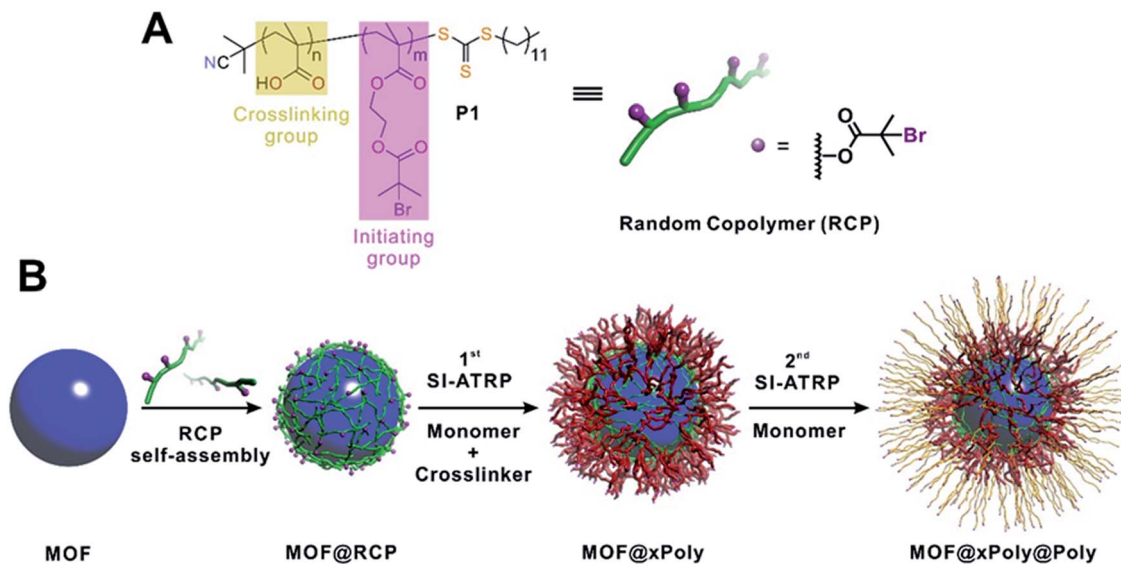 A
NC
n
HO
O
Crosslinking
group
m
O
O
O
O
Br
Initiating
group
S
S
S
11
P1
≡
=
O
O
Br
Random Copolymer (RCP)
B
MOF
RCP
self-assembly
MOF@RCP
1st
SI-ATRP
Monomer
+
Crosslinker
MOF@xPoly
2nd
SI-ATRP
Monomer
MOF@xPoly@Poly